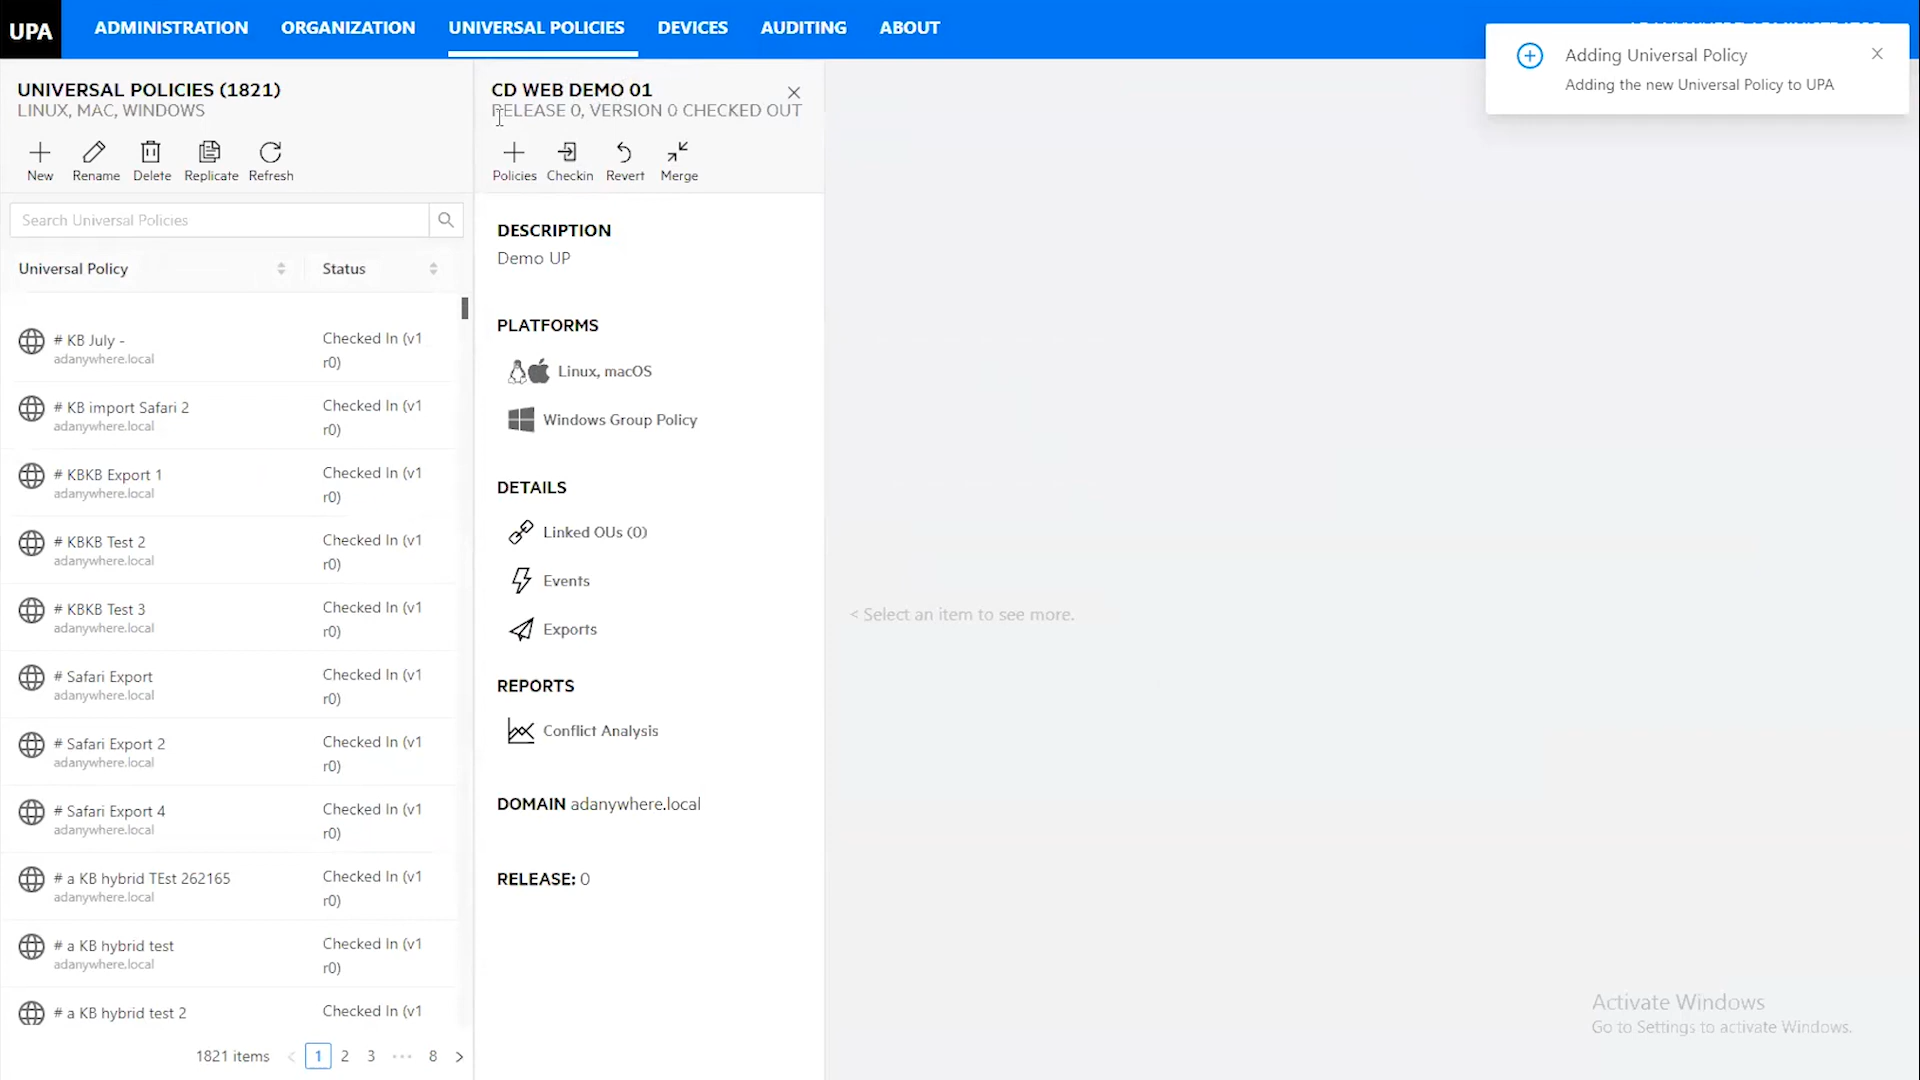 UPA
ADMINISTRATION
ORGANIZATION
UNIVERSAL POLICIES
DEVICES
AUDITING
ABOUT
Adding Universal Policy
Adding the new Universal Policy to UPA
UNIVERSAL POLICIES (1821)
LINUX, MAC, WINDOWS
New
Rename
Delete
Replicate
Refresh
Search Universal Policies
Universal Policy
Status
# KB July -
adanywhere.local
Checked In (v1
r0)
# KB import Safari 2
adanywhere.local
Checked In (v1
r0)
# KBKB Export 1
adanywhere.local
Checked In (v1
r0)
# KBKB Test 2
adanywhere.local
Checked In (v1
r0)
# KBKB Test 3
adanywhere.local
Checked In (v1
r0)
# Safari Export
adanywhere.local
Checked In (v1
r0)
# Safari Export 2
adanywhere.local
Checked In (v1
r0)
# Safari Export 4
adanywhere.local
Checked In (v1
r0)
# a KB hybrid TEst 262165
adanywhere.local
Checked In (v1
r0)
# a KB hybrid test
adanywhere.local
Checked In (v1
r0)
# a KB hybrid test 2
Checked In (v1
1821 items
1
2
3
•••
8
CD WEB DEMO 01
RELEASE 0, VERSION 0 CHECKED OUT
Policies
Checkin
Revert
Merge
DESCRIPTION
Demo UP
PLATFORMS
Linux, macOS
Windows Group Policy
DETAILS
Linked OUs (0)
Events
Exports
REPORTS
Conflict Analysis
DOMAIN adanywhere.local
RELEASE: 0
< Select an item to see more.
Activate Windows
Go to Settings to activate Windows.